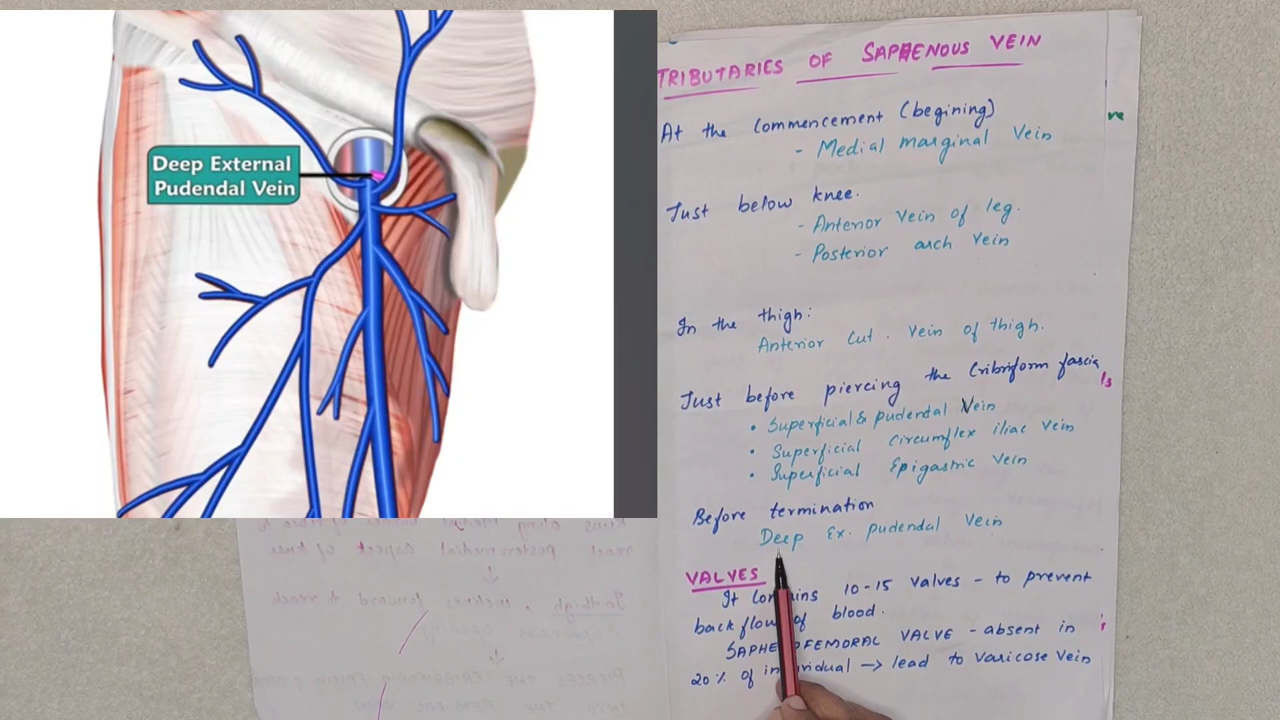 Deep External
Pudendal Vein
TRIBUTARIES OF SAPHENOUS VEIN
At the Commencement (begining)
- Medial marginal Vein
Just below knee.
- Anterior Vein of leg.
- Posterior arch Vein
In the thigh:
Anterior Cut. Vein of thigh.
Just before piercing the Cribriform fascia
• Superficial pudendal Vein
• Superficial Circumflex iliac Vein
• Superficial Epigastric Vein
Before termination
Deep Ex. pudendal Vein
VALVES
It 10-15 Valves - to prevent
back flow of blood.
VALVE - absent in
20% of → lead to Varicose Vein